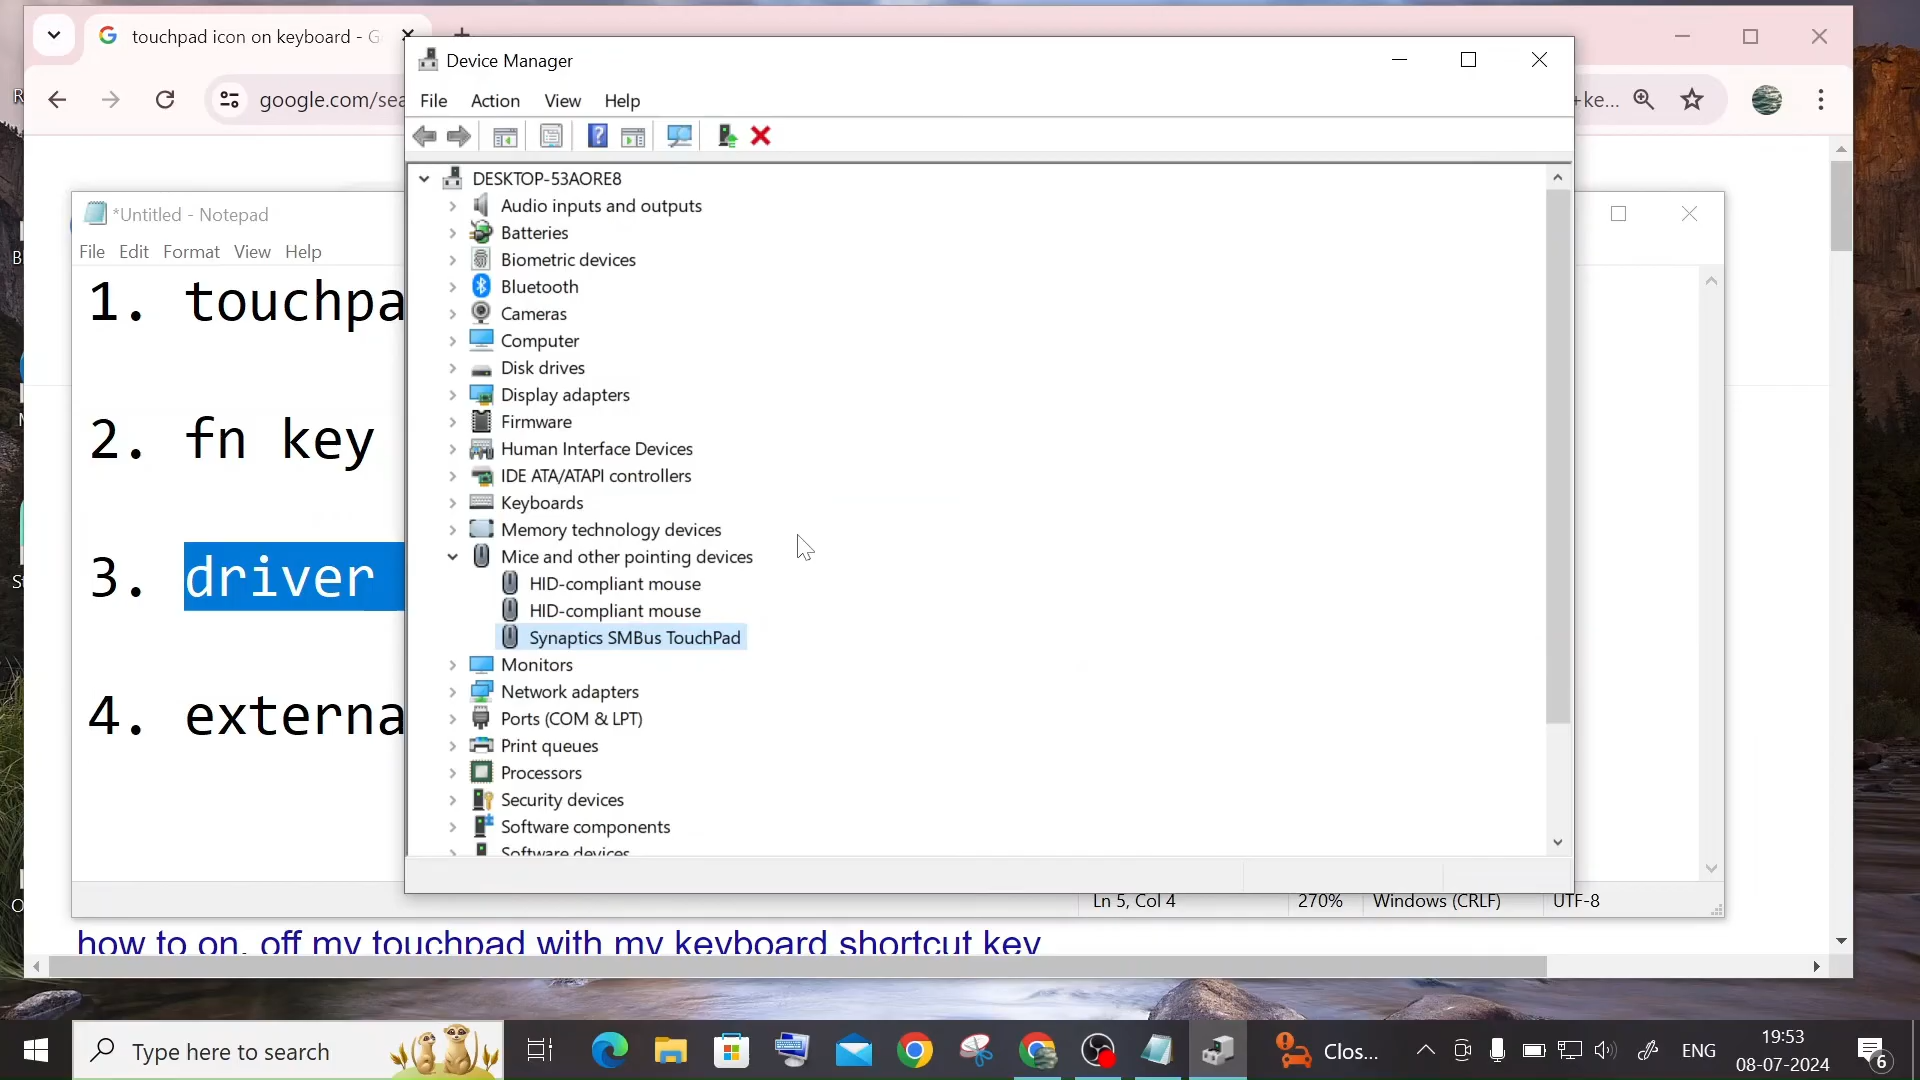 touchpad icon on keyboard - G
google.com/sea
+ke...
Device Manager
File Action View Help
DESKTOP-53AORE8
Audio inputs and outputs
Batteries
Biometric devices
Bluetooth
Cameras
Computer
Disk drives
Display adapters
Firmware
Human Interface Devices
IDE ATA/ATAPI controllers
Keyboards
Memory technology devices
Mice and other pointing devices
HID-compliant mouse
HID-compliant mouse
Synaptics SMBus TouchPad
Monitors
Network adapters
Ports (COM & LPT)
Print queues
Processors
Security devices
Software components
Software devices
*Untitled - Notepad
File Edit Format View Help
1. touchpa
2. fn key
3. driver
4. externa
Ln 5, Col 4 270% Windows (CRLF) UTF-8
how to on, off my touchpad with my keyboard shortcut key
Type here to search
Clos...
ENG
19:53
08-07-2024
6